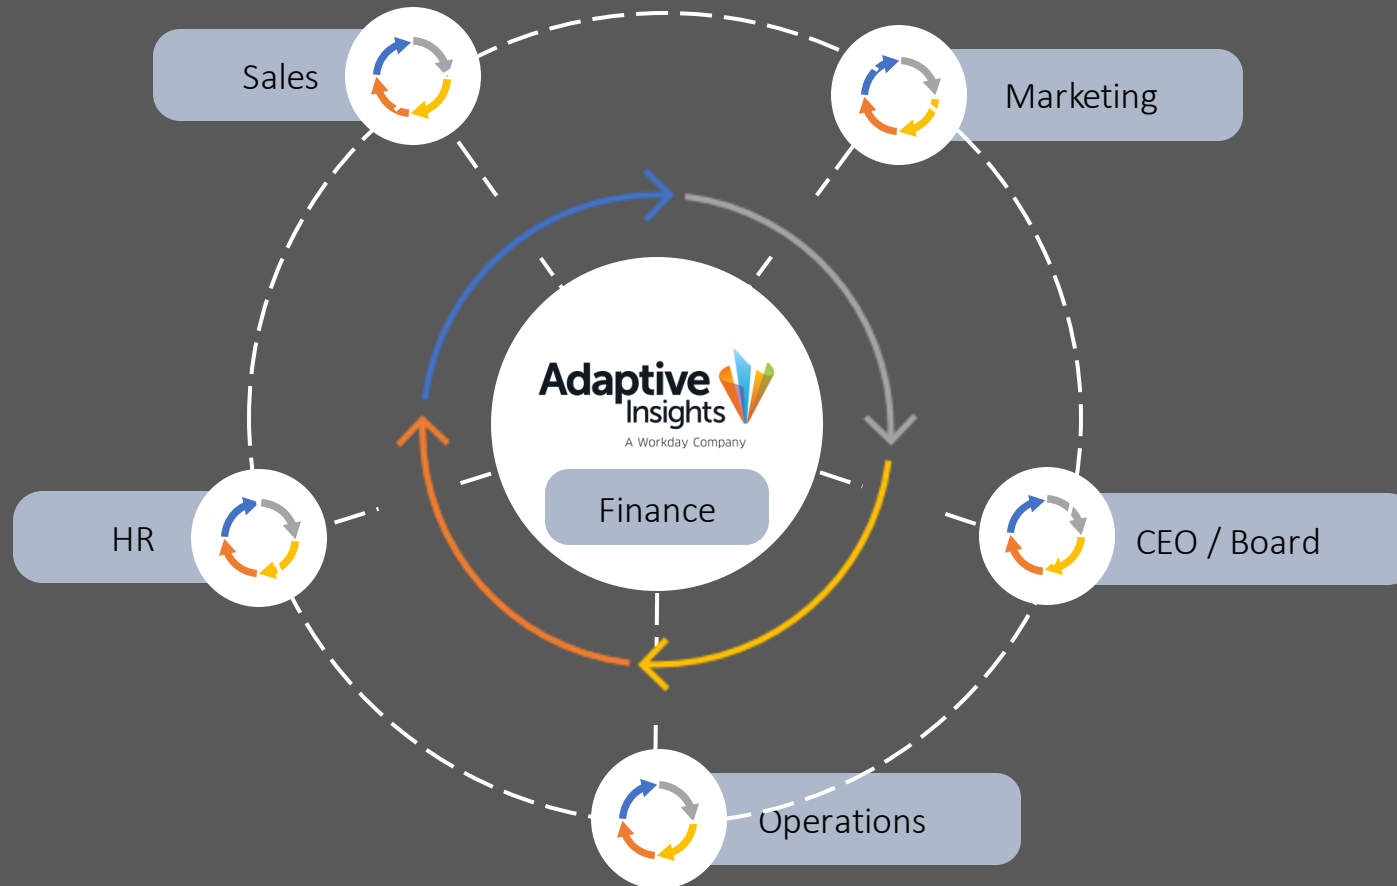 Sales
Marketing
Adaptive
Insights
A Workday Company
Finance
HR
CEO / Board
Operations